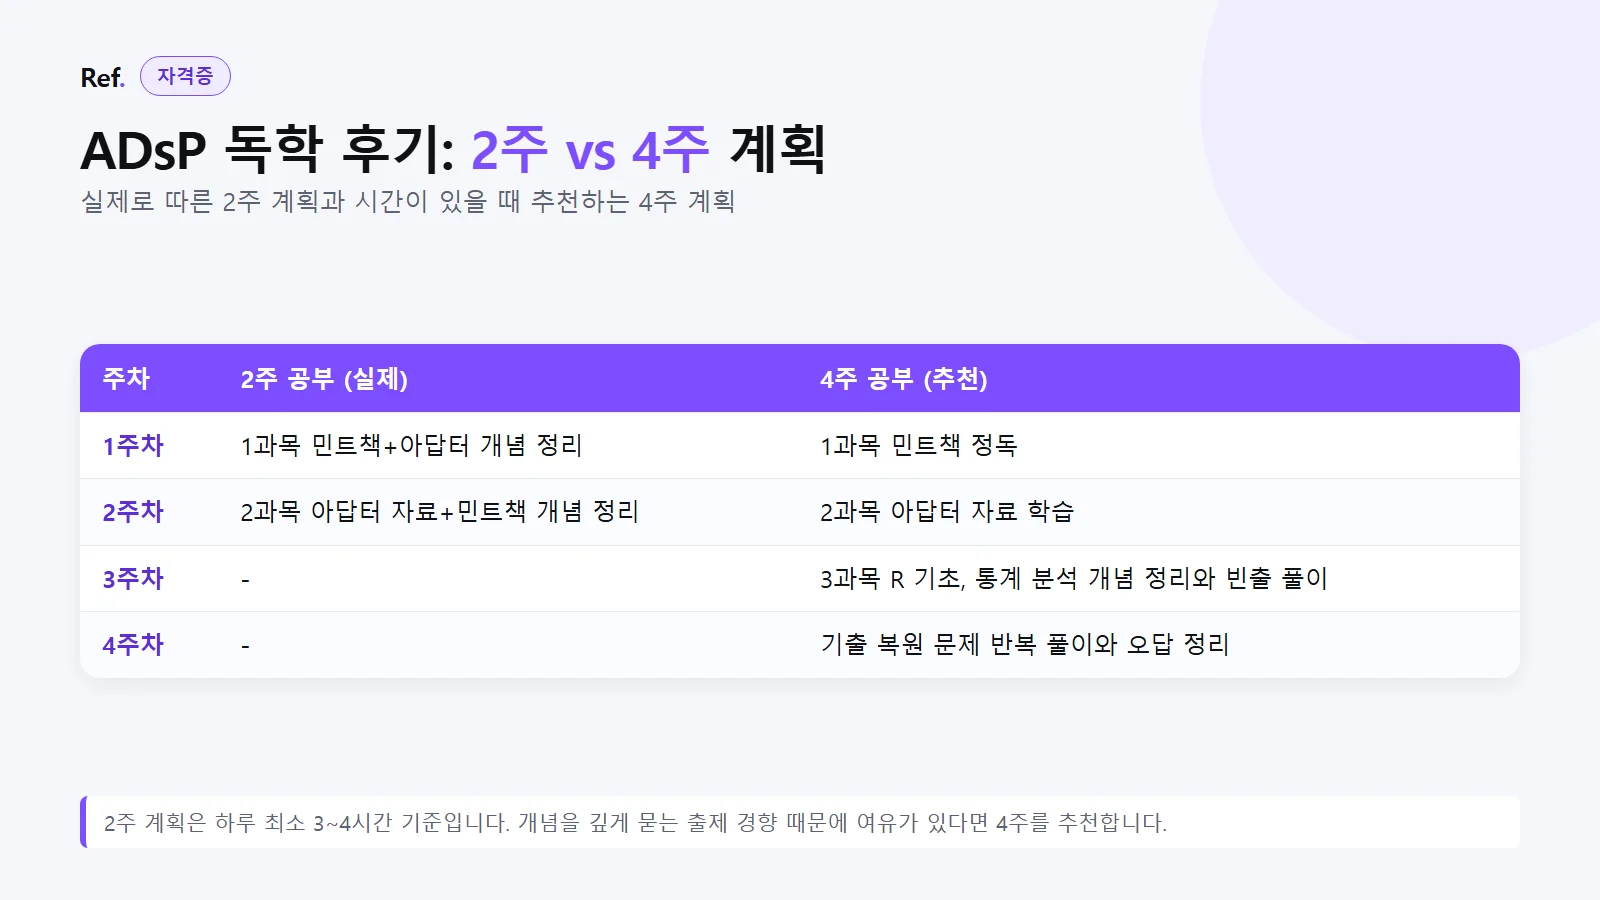 Ref. 자격증
ADsP 독학 후기: 2주 vs 4주 계획
실제로 따른 2주 계획과 시간이 있을 때 추천하는 4주 계획
주차 2주 공부 (실제) 4주 공부 (추천)
1주차 1과목 민트책+아답터 개념 정리 1과목 민트책 정독
2주차 2과목 아답터 자료+민트책 개념 정리 2과목 아답터 자료 학습
3주차 - 3과목 R 기초, 통계 분석 개념 정리와 빈출 풀이
4주차 - 기출 복원 문제 반복 풀이와 오답 정리
2주 계획은 하루 최소 3~4시간 기준입니다. 개념을 깊게 묻는 출제 경향 때문에 여유가 있다면 4주를 추천합니다.